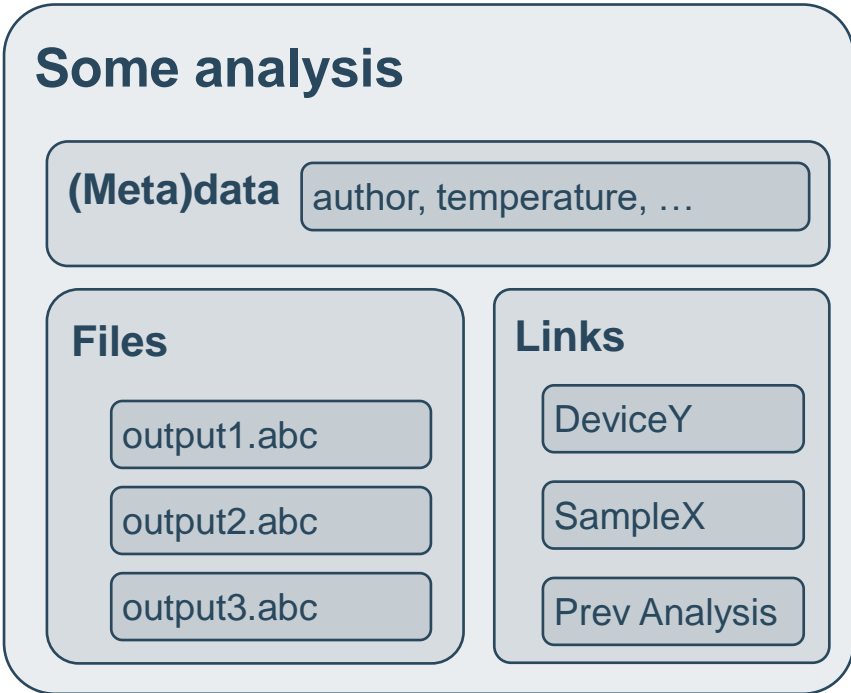 Some analysis
(Meta)data
author, temperature, …
Files
output1.abc
output2.abc
output3.abc
Links
DeviceY
SampleX
Prev Analysis